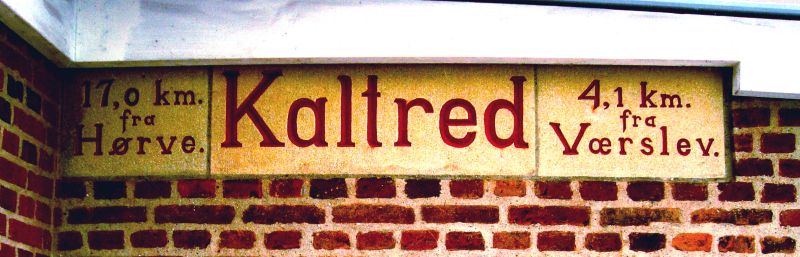 17,0 km.
fra
Hørve.
Kaltred
4,1 km.
fra
Værslev.